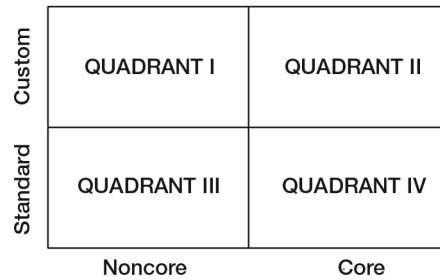 Custom
QUADRANT I
QUADRANT II
Standard
QUADRANT III
QUADRANT IV
Noncore
Core